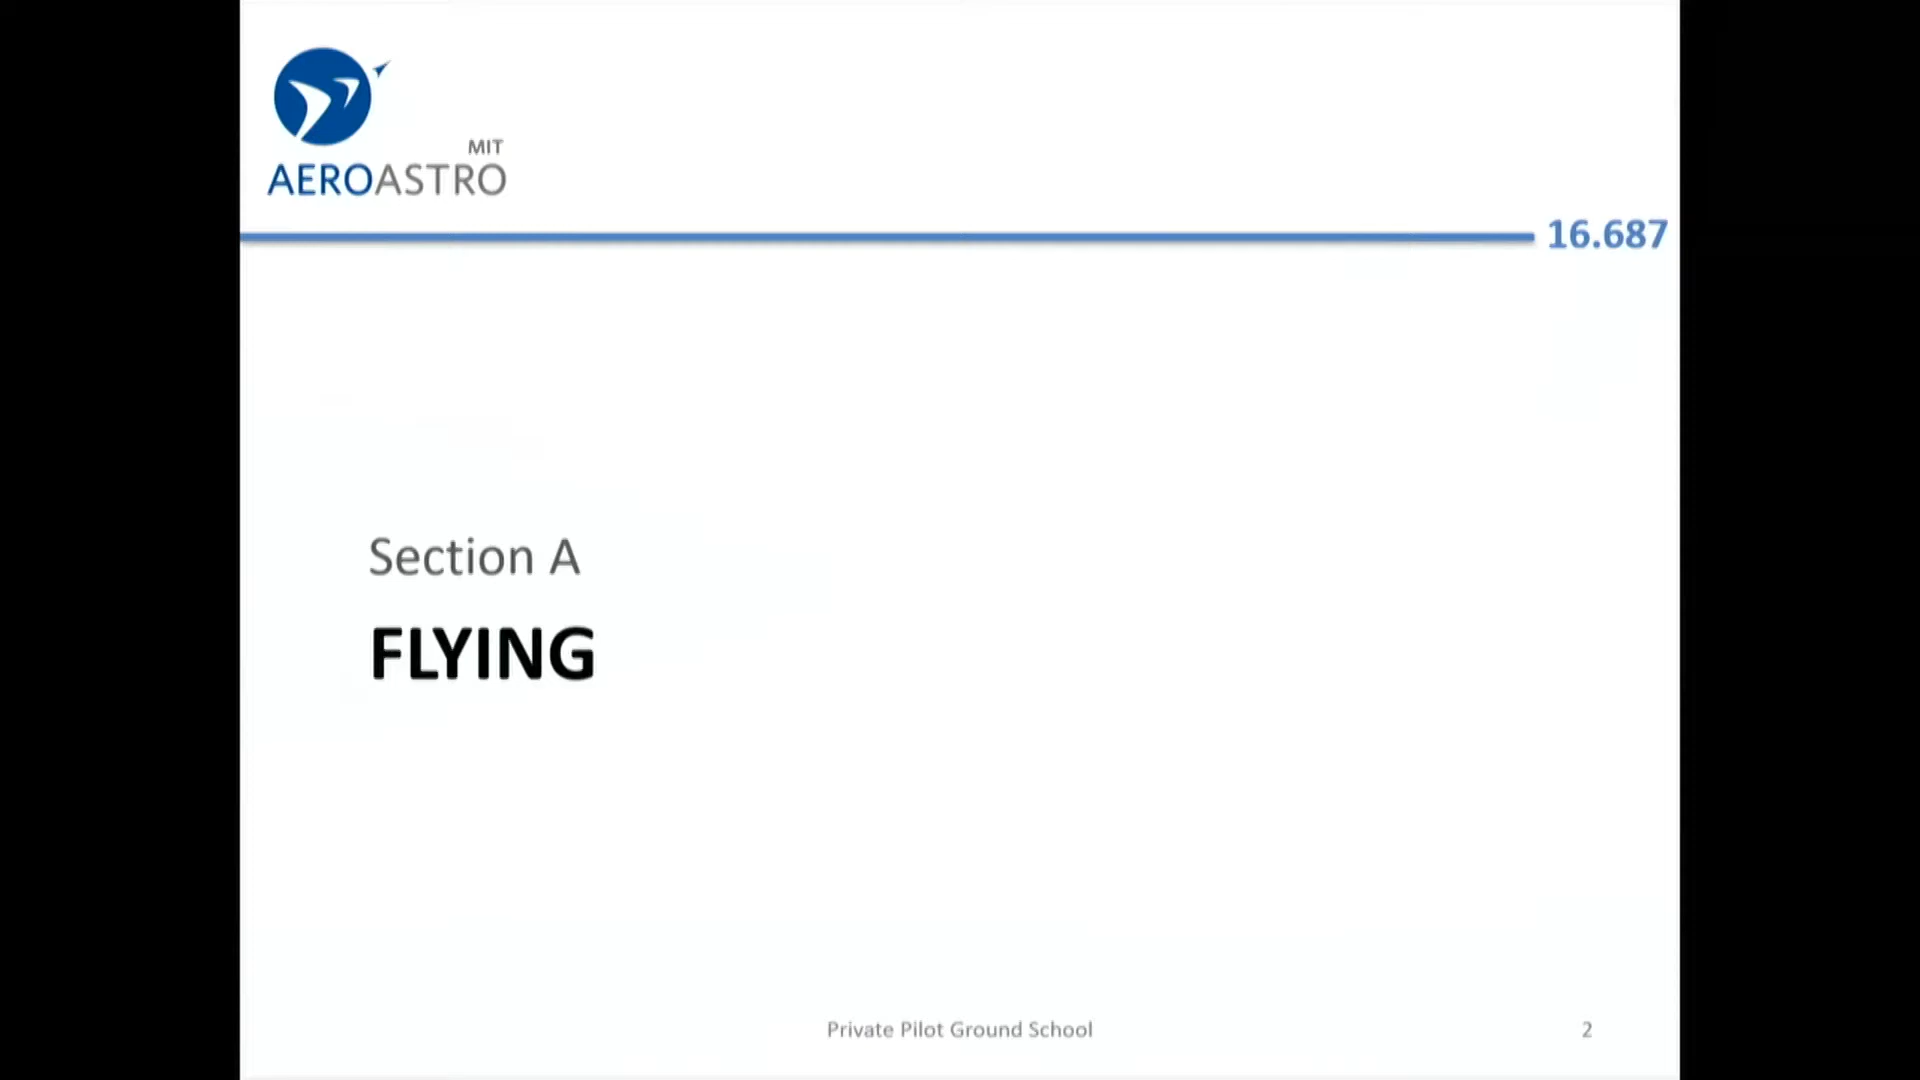 MIT
AEROASTRO
16.687
Section A
FLYING
Private Pilot Ground School
2